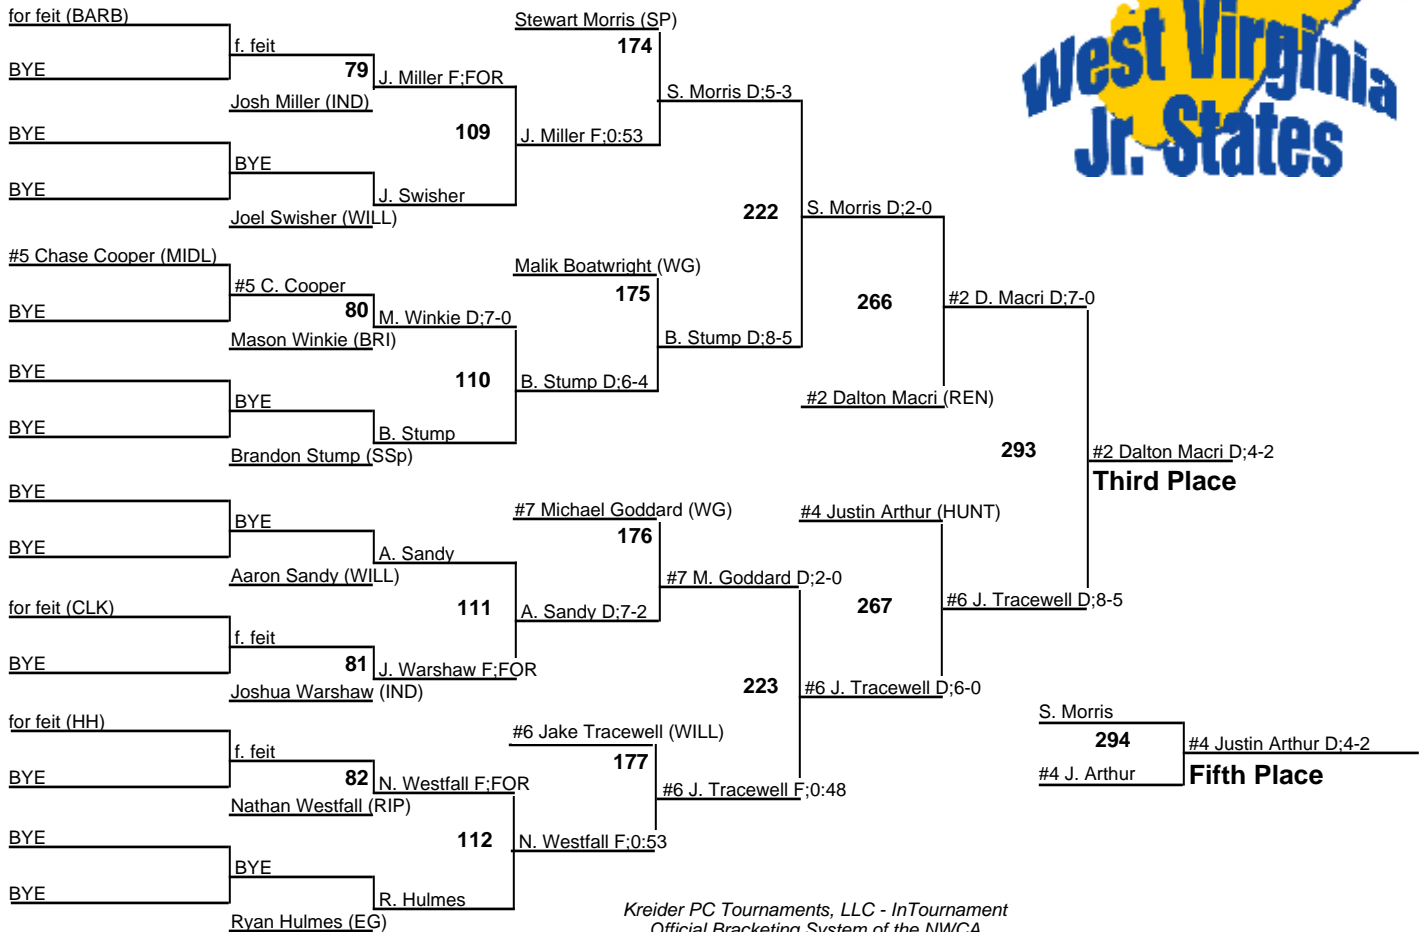 for feit (BARB)
BYE
f. feit
79
Josh Miller (IND)
J. Miller F;FOR
BYE
BYE
BYE
Joel Swisher (WILL)
J. Swisher
109
J. Miller F;0:53
Stewart Morris (SP)
174
S. Morris D;5-3
#5 Chase Cooper (MIDL)
BYE
#5 C. Cooper
80
Mason Winkie (BRI)
M. Winkie D;7-0
BYE
BYE
BYE
Brandon Stump (SSp)
B. Stump
110
B. Stump D;6-4
Malik Boatwright (WG)
175
B. Stump D;8-5
222
S. Morris D;2-0
266
#2 Dalton Macri (REN)
#2 D. Macri D;7-0
BYE
BYE
BYE
Aaron Sandy (WILL)
A. Sandy
for feit (CLK)
BYE
f. feit
81
Joshua Warshaw (IND)
J. Warshaw F;FOR
111
A. Sandy D;7-2
#7 Michael Goddard (WG)
176
#7 M. Goddard D;2-0
for feit (HH)
BYE
f. feit
82
Nathan Westfall (RIP)
N. Westfall F;FOR
BYE
BYE
BYE
Ryan Hulmes (EG)
R. Hulmes
112
N. Westfall F;0:53
#6 Jake Tracewell (WILL)
177
#6 J. Tracewell F;0:48
223
#6 J. Tracewell D;6-0
#4 Justin Arthur (HUNT)
267
#6 J. Tracewell D;8-5
293
#2 Dalton Macri D;4-2
Third Place
S. Morris
294
#4 J. Arthur
#4 Justin Arthur D;4-2
Fifth Place
West Virginia
Jr. States
Kreider PC Tournaments, LLC - InTournament
Official Bracketing System of the NWCA